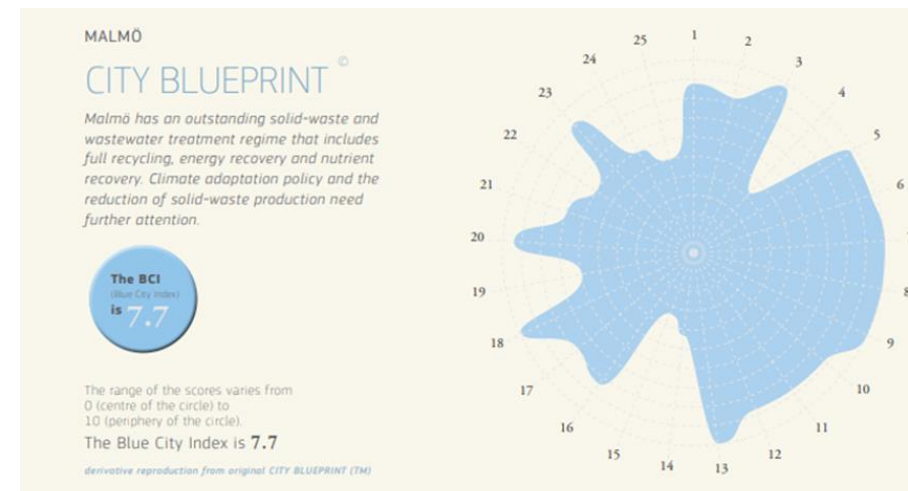 MALMÖ
CITY BLUEPRINT ©
Malmö has an outstanding solid-waste and
wastewater treatment regime that includes
full recycling, energy recovery and nutrient
recovery. Climate adaptation policy and the
reduction of solid-waste production need
further attention.
The BCI
(Blue City Index)
is 7.7
The range of the scores varies from
0 (centre of the circle) to
10 (periphery of the circle).
The Blue City Index is 7.7
derivative reproduction from original CITY BLUEPRINT (TM)
1
2
3
4
5
6
8
9
10
11
12
13
14
15
16
17
18
19
20
21
22
23
24
25